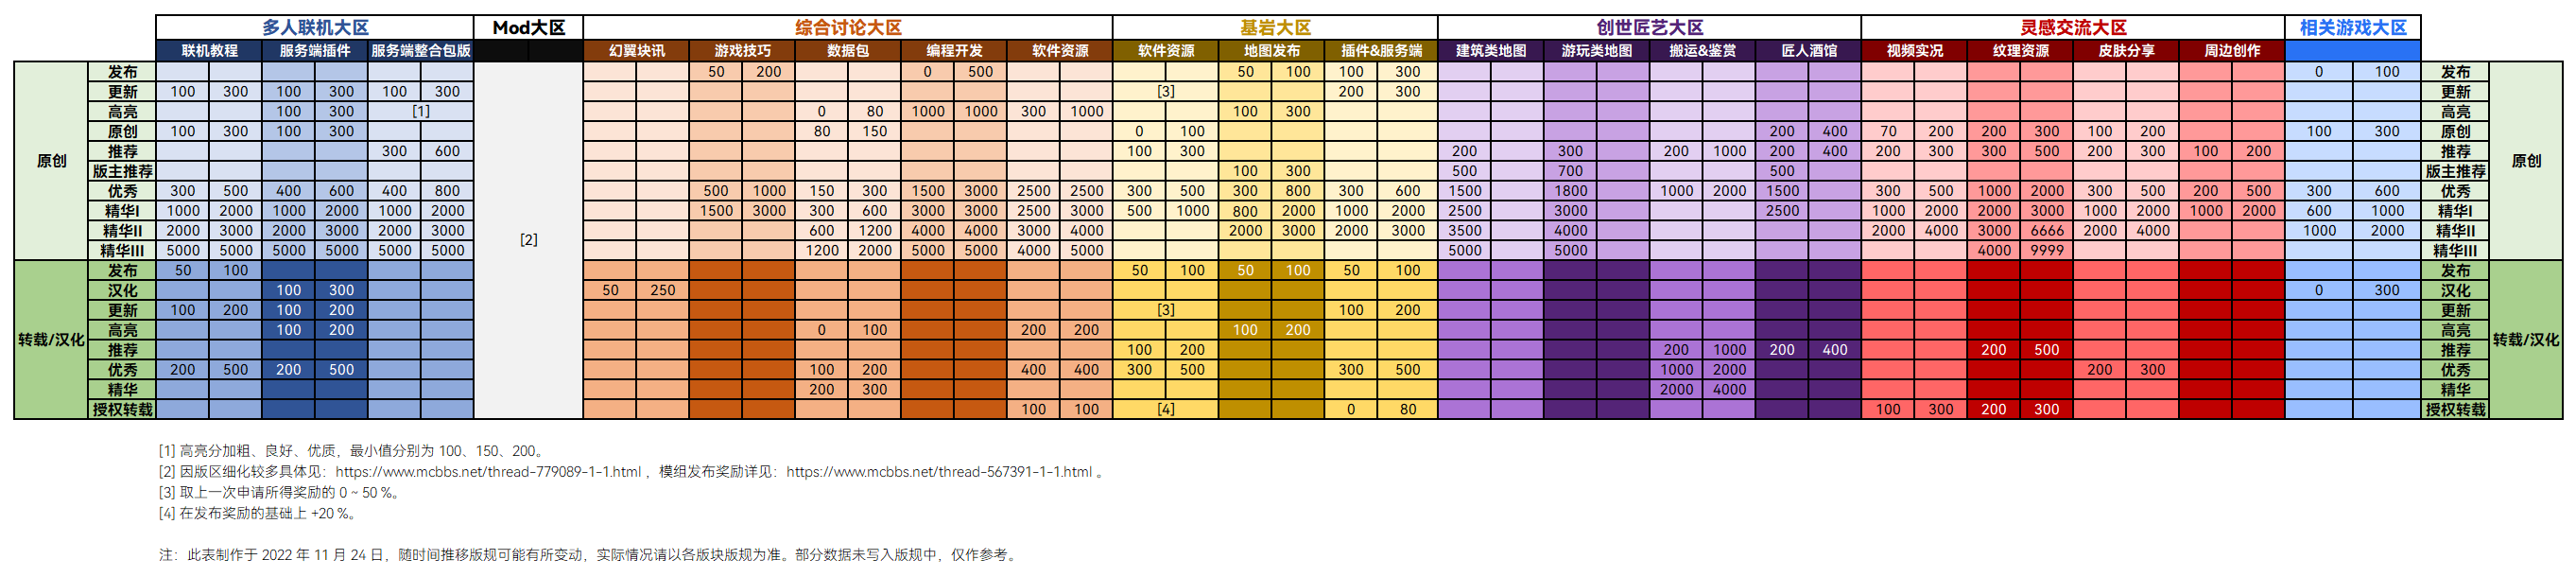 多人联机大区 Mod大区 综合讨论大区 基岩大区 创世匠艺大区 灵感交流大区 相关游戏大区
联机教程 服务端插件 服务端整合包版 幻翼块讯 游戏技巧 数据包 编程开发 软件资源 软件资源 地图发布 插件&服务端 建筑类地图 游玩类地图 搬运&鉴赏 匠人酒馆 视频实况 纹理资源 皮肤分享 周边创作
发布 50 200 0 500 50 100 100 300 0 100 发布
更新 100 300 100 300 100 300 [3] 200 300 更新
高亮 100 300 [1] 0 80 1000 1000 300 1000 100 300 高亮
原创 100 300 100 300 80 150 0 100 200 400 70 200 200 300 100 200 100 300 原创
推荐 300 600 100 300 200 300 200 1000 200 400 200 300 300 500 200 300 100 200 推荐
原创 版主推荐 100 300 500 700 500 版主推荐 原创
优秀 300 500 400 600 400 800 500 1000 150 300 1500 3000 2500 2500 300 500 300 800 300 600 1500 1800 1000 2000 1500 300 500 1000 2000 300 500 200 500 300 600 优秀
精华I 1000 2000 1000 2000 1000 2000 1500 3000 300 600 3000 3000 2500 3000 500 1000 800 2000 1000 2000 2500 3000 2500 1000 2000 2000 3000 1000 2000 1000 2000 600 1000 精华I
精华II 2000 3000 2000 3000 2000 3000 [2] 600 1200 4000 4000 3000 4000 2000 3000 2000 3000 3500 4000 2000 4000 3000 6666 2000 4000 1000 2000 精华II
精华III 5000 5000 5000 5000 5000 5000 1200 2000 5000 5000 4000 5000 5000 5000 4000 9999 精华III
发布 50 100 50 100 50 100 50 100 发布
汉化 100 300 50 250 0 300 汉化
更新 100 200 100 200 [3] 100 200 更新
转载/汉化 高亮 100 200 0 100 200 200 100 200 高亮 转载/汉化
推荐 100 200 200 1000 200 400 200 500 推荐
优秀 200 500 200 500 100 200 400 400 300 500 300 500 1000 2000 200 300 优秀
精华 200 300 2000 4000 精华
授权转载 100 100 [4] 0 80 100 300 200 300 授权转载
[1] 高亮分加粗、良好、优质，最小值分别为 100、150、200。
[2] 因版区细化较多具体见：https://www.mcbbs.net/thread-779089-1-1.html ，模组发布奖励详见：https://www.mcbbs.net/thread-567391-1-1.html 。
[3] 取上一次申请所得奖励的 0 ~ 50 %。
[4] 在发布奖励的基础上 +20 %。
注：此表制作于 2022 年 11 月 24 日，随时间推移版规可能有所变动，实际情况请以各版块版规为准。部分数据未写入版规中，仅作参考。